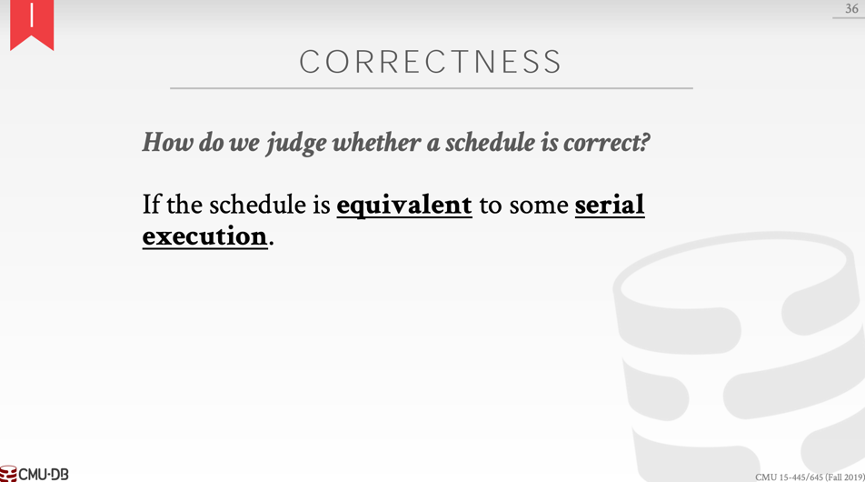 I
36
CORRECTNESS
How do we judge whether a schedule is correct?
If the schedule is equivalent to some serial
execution.
CMU·DB
CMU 15-445/645 (Fall 2019)